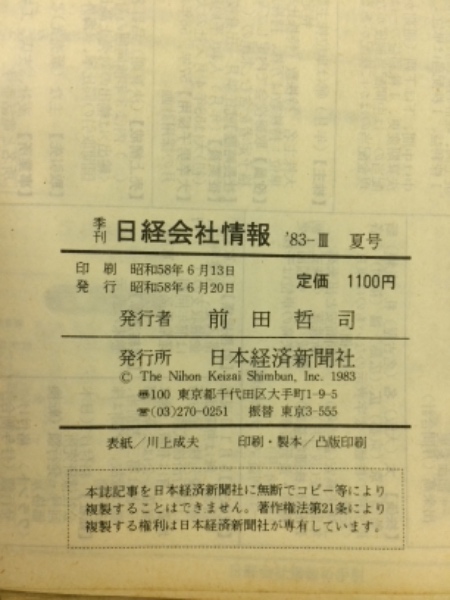 季刊 日経会社情報 '83-Ⅲ 夏号
印刷 昭和58年6月13日
発行 昭和58年6月20日
定価 1100円
発行者 前田哲司
発行所 日本経済新聞社
© The Nihon Keizai Shimbun, Inc. 1983
〠100 東京都千代田区大手町1-9-5
☎(03)270-0251 振替 東京3-555
表紙/川上成夫 印刷・製本/凸版印刷
本誌記事を日本経済新聞社に無断でコピー等により
複製することはできません。著作権法第21条により
複製する権利は日本経済新聞社が専有しています。